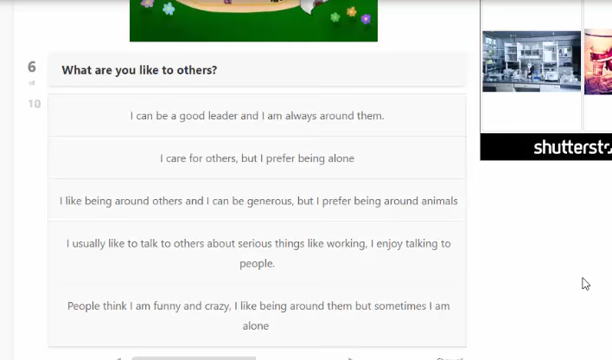 6
of
10
What are you like to others?
I can be a good leader and I am always around them.
I care for others, but I prefer being alone
I like being around others and I can be generous, but I prefer being around animals
I usually like to talk to others about serious things like working, I enjoy talking to
people.
People think I am funny and crazy, I like being around them but sometimes I am
alone
shutterst